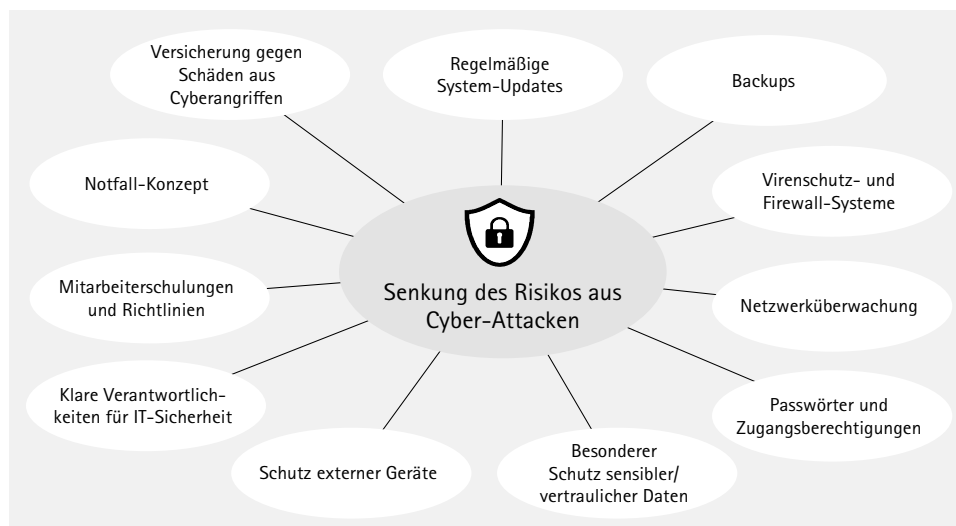 Versicherung gegen
Schäden aus
Cyberangriffen
Regelmäßige
System-Updates
Backups
Notfall-Konzept
Virenschutz- und
Firewall-Systeme
Senkung des Risikos aus
Cyber-Attacken
Mitarbeiterschulungen
und Richtlinien
Netzwerküberwachung
Klare Verantwortlich-
keiten für IT-Sicherheit
Passwörter und
Zugangsberechtigungen
Schutz externer Geräte
Besonderer
Schutz sensibler/
vertraulicher Daten